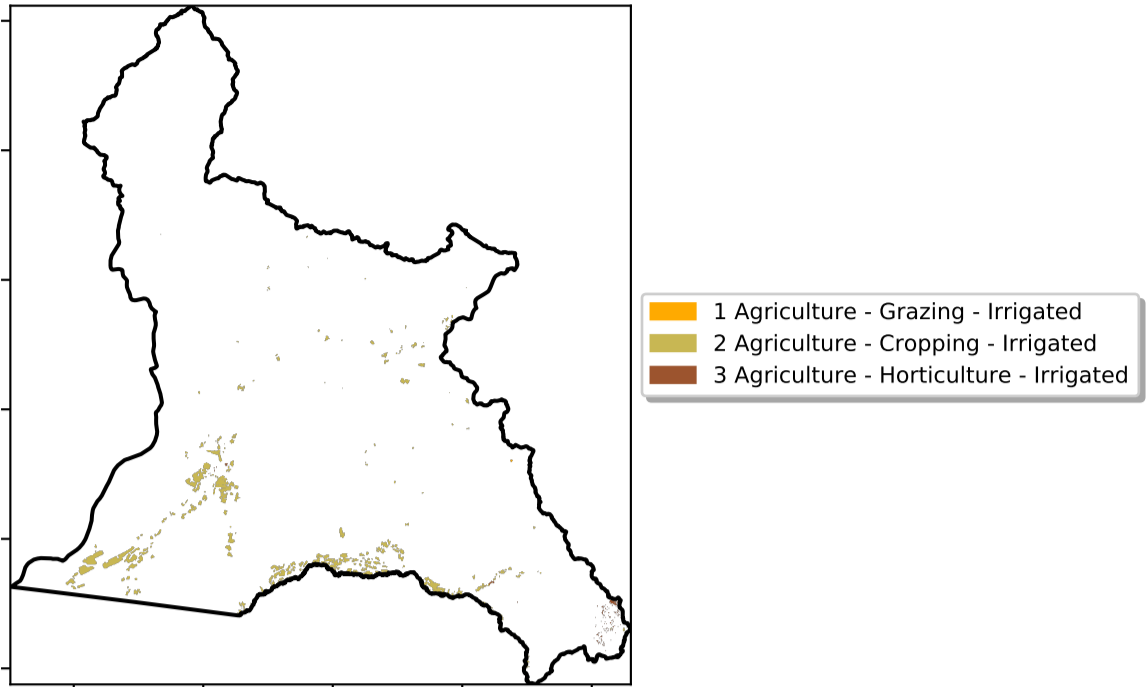 1 Agriculture - Grazing - Irrigated
2 Agriculture - Cropping - Irrigated
3 Agriculture - Horticulture - Irrigated